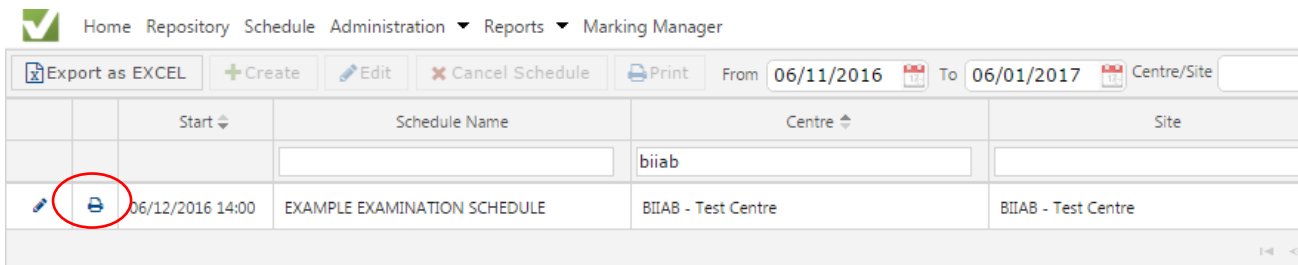 Home Repository Schedule Administration Reports Marking Manager
Export as EXCEL Create Edit Cancel Schedule Print From 06/11/2016 To 06/01/2017 Centre/Site
Start Schedule Name Centre Site
biiab
06/12/2016 14:00 EXAMPLE EXAMINATION SCHEDULE BIIAB - Test Centre BIIAB - Test Centre